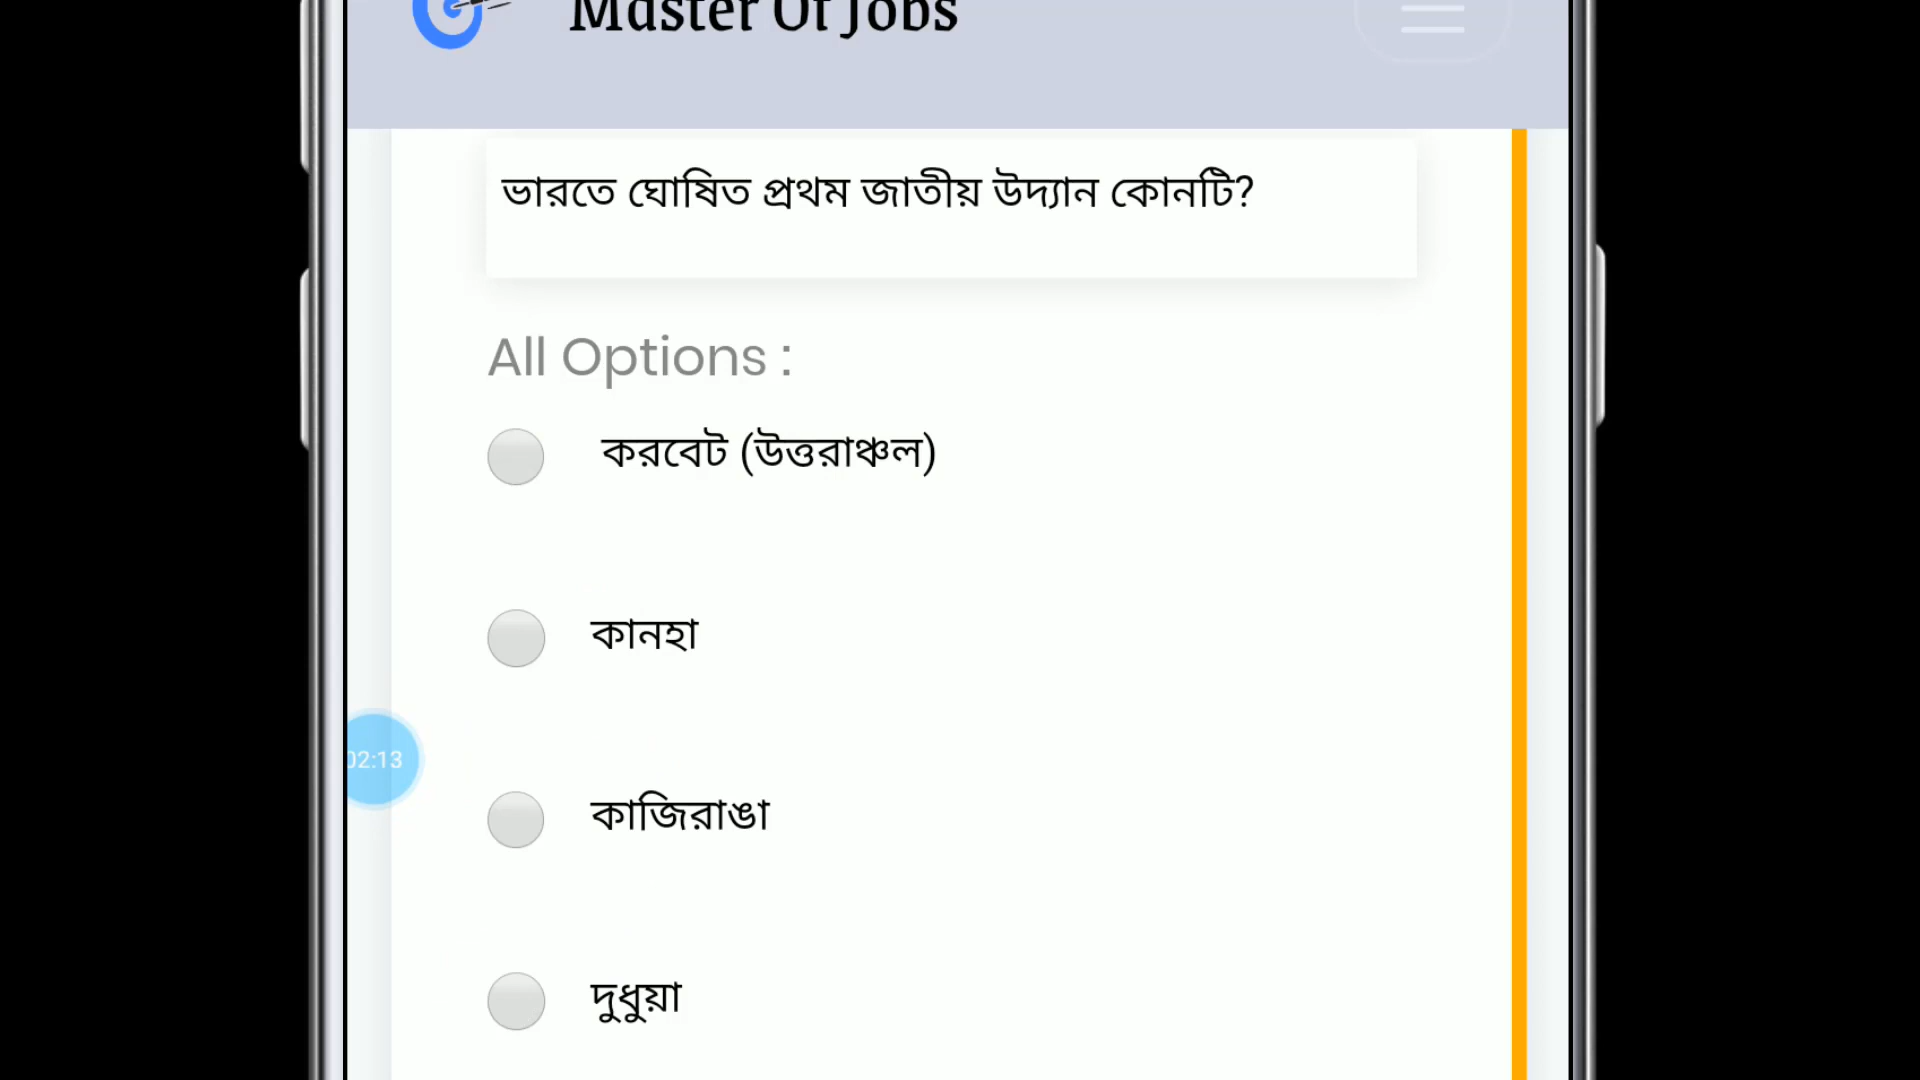 Master Of Jobs
ভারতে ঘোষিত প্রথম জাতীয় উদ্যান কোনটি?
All Options :
করবেট (উত্তরাঞ্চল)
কানহা
02:13
কাজিরাঙা
দুধুয়া